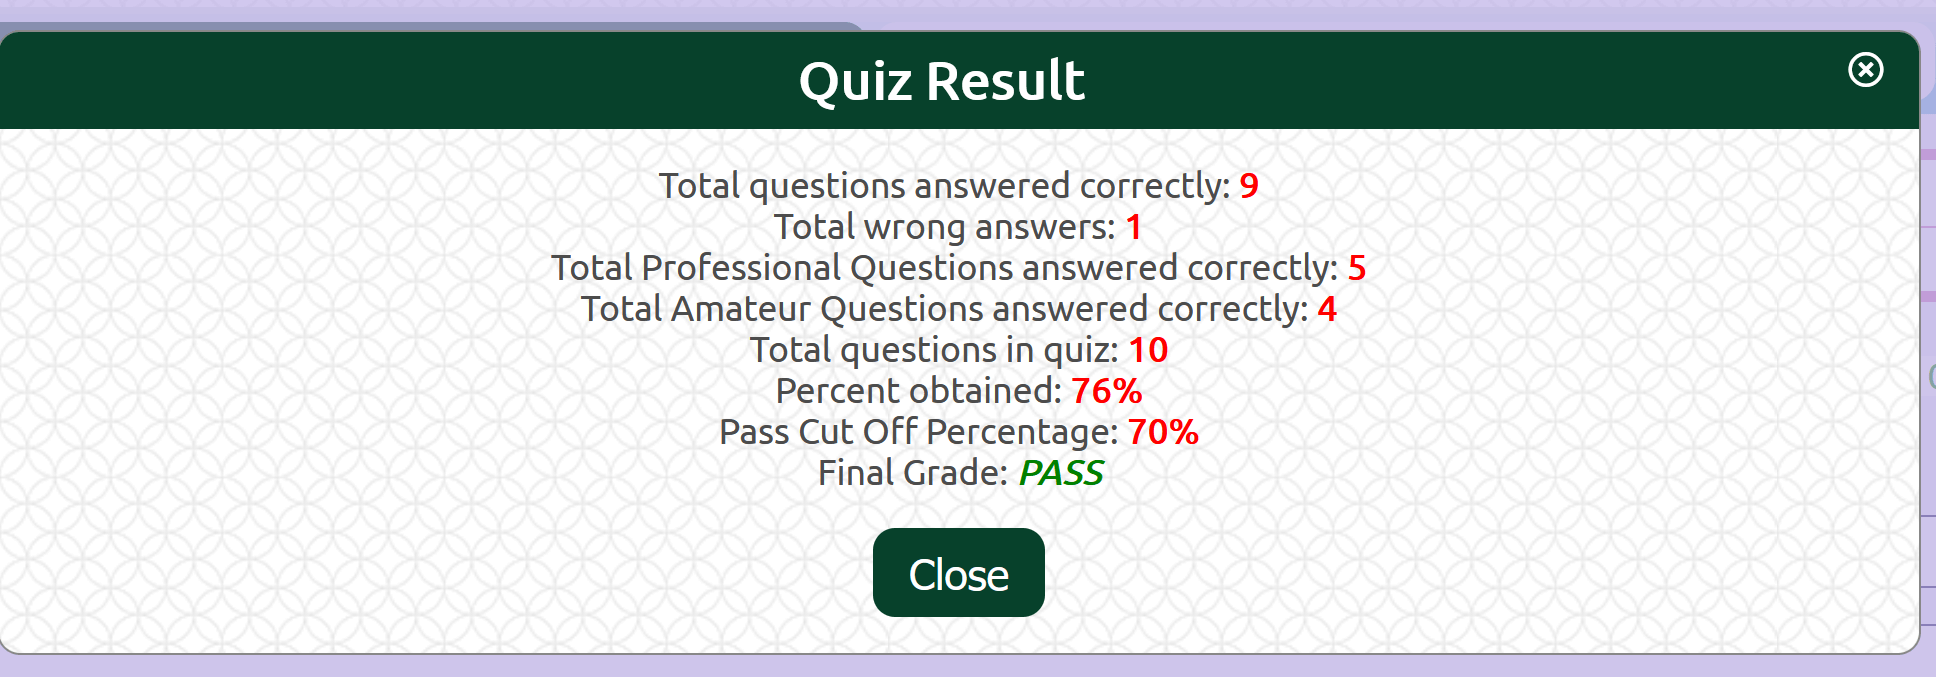 Quiz Result
Total questions answered correctly: 9
Total wrong answers: 1
Total Professional Questions answered correctly: 5
Total Amateur Questions answered correctly: 4
Total questions in quiz: 10
Percent obtained: 76%
Pass Cut Off Percentage: 70%
Final Grade: PASS
Close